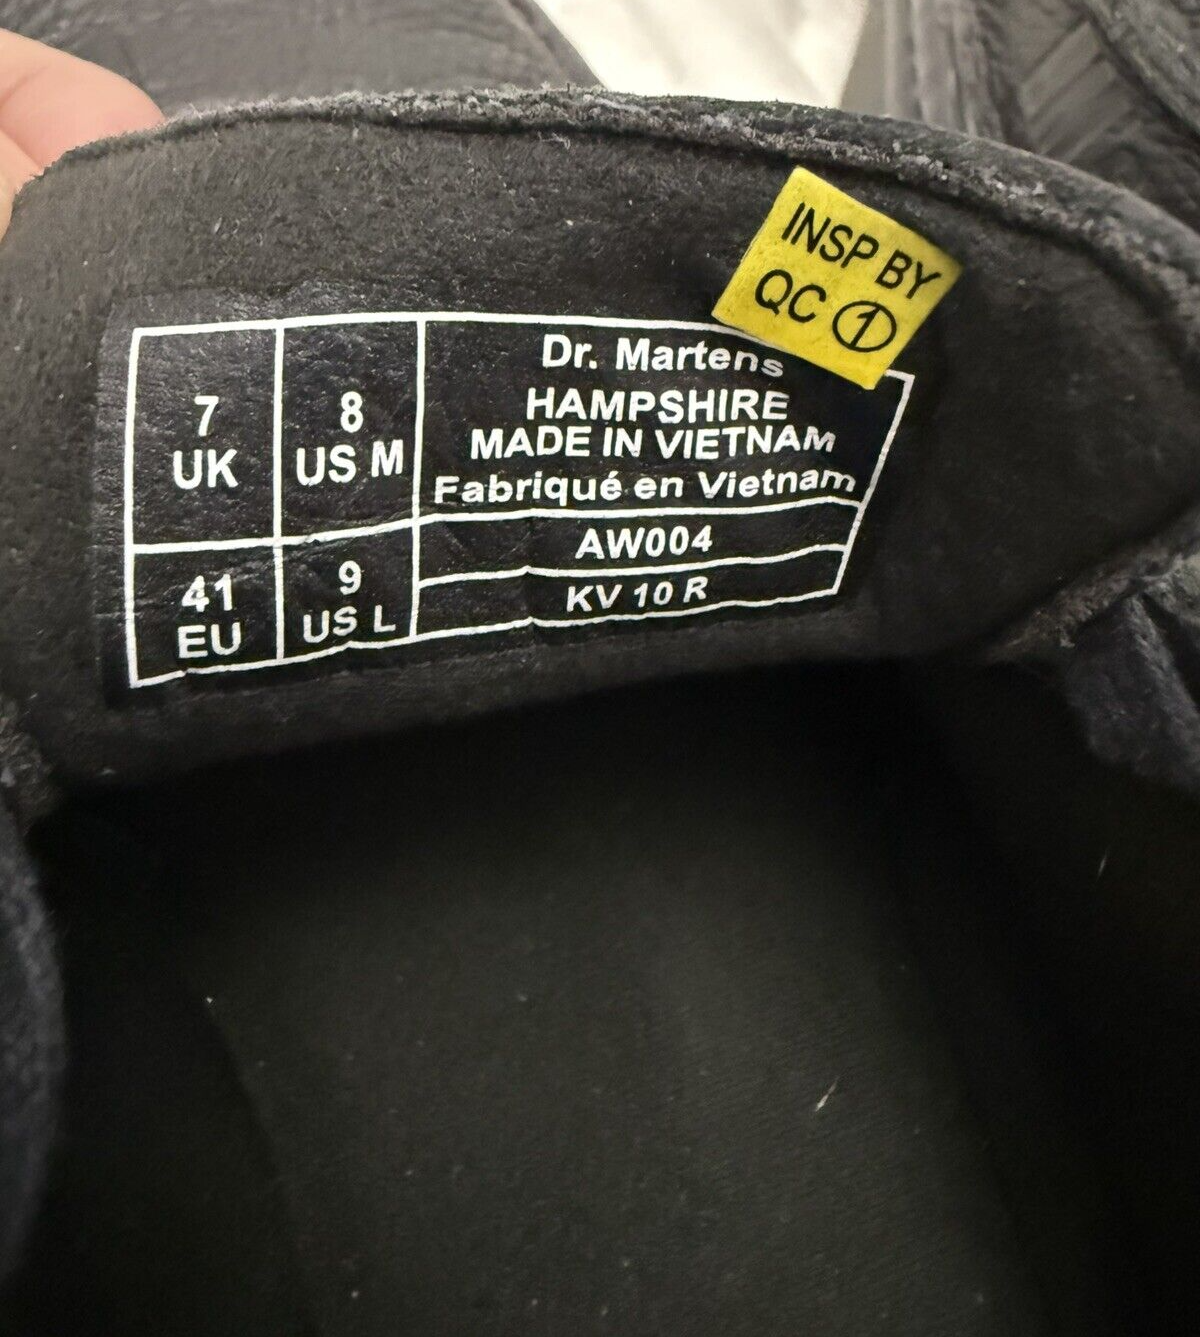 INSP BY
QC 1
7
UK
8
US M
41
EU
9
US L
Dr. Martens
HAMPSHIRE
MADE IN VIETNAM
Fabriqué en Vietnam
AW004
KV 10 R